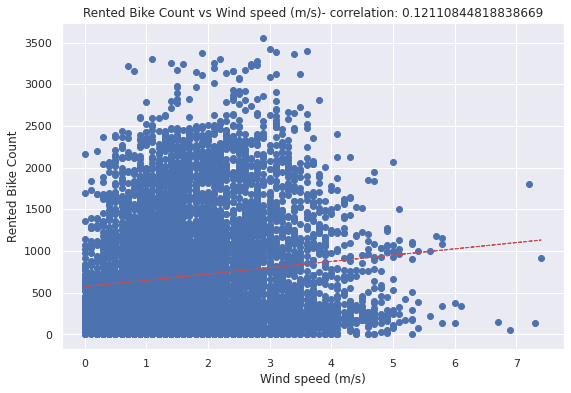 Rented Bike Count vs Wind speed (m/s)- correlation: 0.12110844818838669
3500
3000
2500
2000
1500
1000
500
0
Rented Bike Count
0 1 2 3 4 5 6 7
Wind speed (m/s)